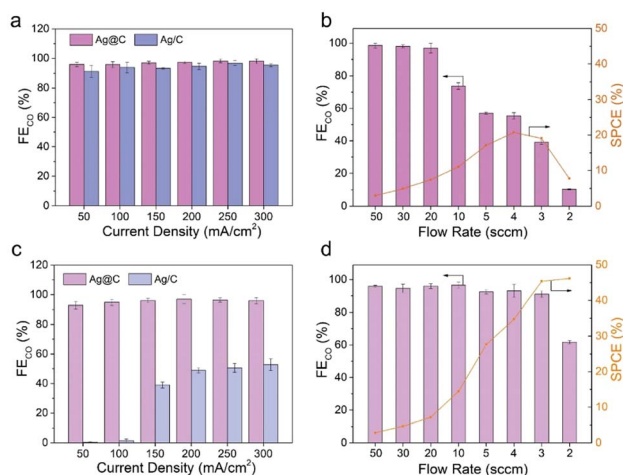 a
Ag@C
Ag/C
FECO (%)
120
100
80
60
40
20
0
50 100 150 200 250 300
Current Density (mA/cm²)
b
FECO (%)
100
80
60
40
20
0
50
40
30
20
10
0
SPCE (%)
50 30 20 10 5 4 3 2
Flow Rate (sccm)
c
Ag@C
Ag/C
FECO (%)
120
100
80
60
40
20
0
50 100 150 200 250 300
Current Density (mA/cm²)
d
FECO (%)
100
80
60
40
20
0
50
40
30
20
10
0
SPCE (%)
50 30 20 10 5 4 3 2
Flow Rate (sccm)